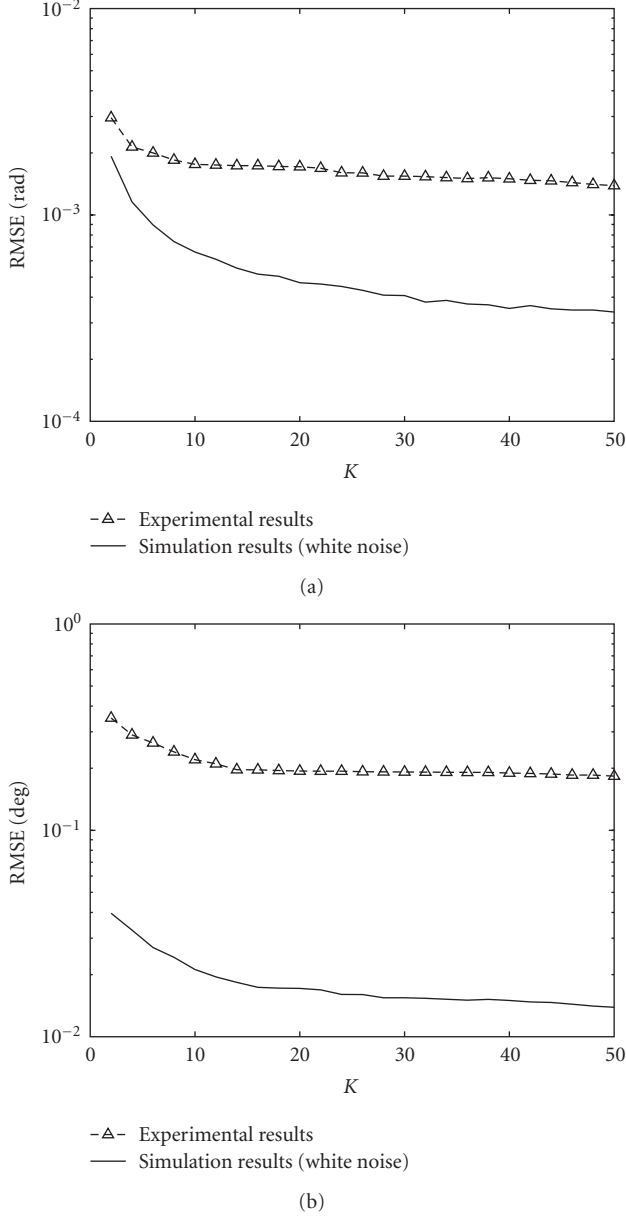 10⁻²
10⁻³
10⁻⁴
RMSE (rad)
0 10 20 30 40 50
K
Experimental results
Simulation results (white noise)
(a)
10⁰
10⁻¹
10⁻²
RMSE (deg)
0 10 20 30 40 50
K
Experimental results
Simulation results (white noise)
(b)